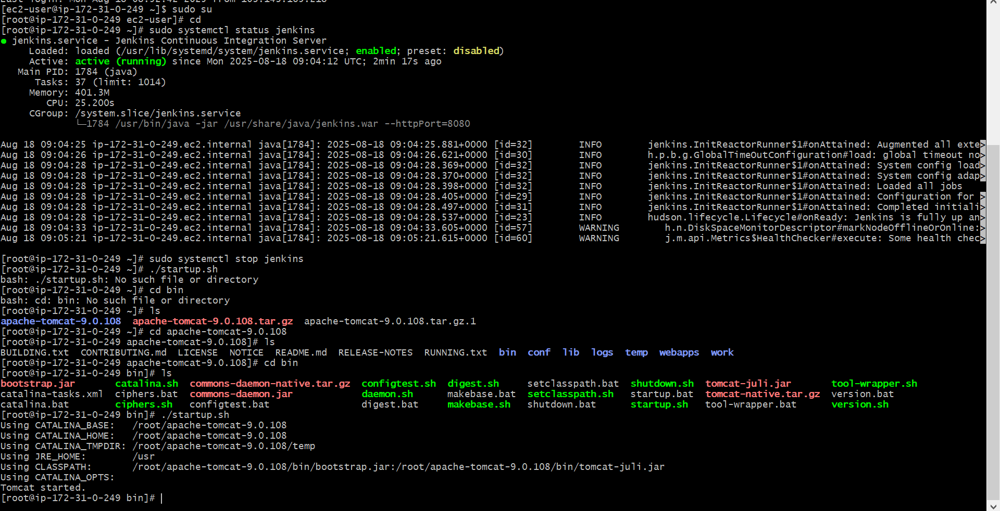 [ec2-user@ip-172-31-0-249 ~]$ sudo su
[root@ip-172-31-0-249 ec2-user]# cd
[root@ip-172-31-0-249 ~]# sudo systemctl status jenkins
● jenkins.service - Jenkins Continuous Integration Server
     Loaded: loaded (/usr/lib/systemd/system/jenkins.service; enabled; preset: disabled)
     Active: active (running) since Mon 2025-08-18 09:04:12 UTC; 2min 17s ago
   Main PID: 1784 (java)
      Tasks: 37 (limit: 1014)
     Memory: 401.3M
        CPU: 25.200s
     CGroup: /system.slice/jenkins.service
             └─1784 /usr/bin/java -jar /usr/share/java/jenkins.war --httpPort=8080
Aug 18 09:04:25 ip-172-31-0-249.ec2.internal java[1784]: 2025-08-18 09:04:25.881+0000 [id=32]        INFO        jenkins.InitReactorRunner$1#onAttained: Augmented all exte>
Aug 18 09:04:26 ip-172-31-0-249.ec2.internal java[1784]: 2025-08-18 09:04:26.621+0000 [id=30]        INFO        h.p.b.g.GlobalTimeOutConfiguration#load: global timeout no>
Aug 18 09:04:28 ip-172-31-0-249.ec2.internal java[1784]: 2025-08-18 09:04:28.369+0000 [id=32]        INFO        jenkins.InitReactorRunner$1#onAttained: System config load>
Aug 18 09:04:28 ip-172-31-0-249.ec2.internal java[1784]: 2025-08-18 09:04:28.370+0000 [id=32]        INFO        jenkins.InitReactorRunner$1#onAttained: System config adap>
Aug 18 09:04:28 ip-172-31-0-249.ec2.internal java[1784]: 2025-08-18 09:04:28.398+0000 [id=32]        INFO        jenkins.InitReactorRunner$1#onAttained: Loaded all jobs
Aug 18 09:04:28 ip-172-31-0-249.ec2.internal java[1784]: 2025-08-18 09:04:28.405+0000 [id=29]        INFO        jenkins.InitReactorRunner$1#onAttained: Configuration for >
Aug 18 09:04:28 ip-172-31-0-249.ec2.internal java[1784]: 2025-08-18 09:04:28.497+0000 [id=31]        INFO        jenkins.InitReactorRunner$1#onAttained: Completed initiali>
Aug 18 09:04:28 ip-172-31-0-249.ec2.internal java[1784]: 2025-08-18 09:04:28.537+0000 [id=23]        INFO        hudson.lifecycle.Lifecycle#onReady: Jenkins is fully up an>
Aug 18 09:04:33 ip-172-31-0-249.ec2.internal java[1784]: 2025-08-18 09:04:33.605+0000 [id=57]        WARNING        h.n.DiskSpaceMonitorDescriptor#markNodeOfflineOrOnline:>
Aug 18 09:05:21 ip-172-31-0-249.ec2.internal java[1784]: 2025-08-18 09:05:21.615+0000 [id=60]        WARNING        j.m.api.Metrics$HealthChecker#execute: Some health chec>
[root@ip-172-31-0-249 ~]# sudo systemctl stop jenkins
[root@ip-172-31-0-249 ~]# ./startup.sh
bash: ./startup.sh: No such file or directory
[root@ip-172-31-0-249 ~]# cd bin
bash: cd: bin: No such file or directory
[root@ip-172-31-0-249 ~]# ls
apache-tomcat-9.0.108  apache-tomcat-9.0.108.tar.gz  apache-tomcat-9.0.108.tar.gz.1
[root@ip-172-31-0-249 ~]# cd apache-tomcat-9.0.108
[root@ip-172-31-0-249 apache-tomcat-9.0.108]# ls
BUILDING.txt  CONTRIBUTING.md  LICENSE  NOTICE  README.md  RELEASE-NOTES  RUNNING.txt  bin  conf  lib  logs  temp  webapps  work
[root@ip-172-31-0-249 apache-tomcat-9.0.108]# cd bin
[root@ip-172-31-0-249 bin]# ls
bootstrap.jar       catalina.sh  commons-daemon-native.tar.gz  configtest.sh  digest.sh    setclasspath.bat  shutdown.sh  tomcat-juli.jar       tool-wrapper.sh
catalina-tasks.xml  ciphers.bat  commons-daemon.jar            daemon.sh      makebase.bat  setclasspath.sh   startup.bat  tomcat-native.tar.gz  version.bat
catalina.bat        ciphers.sh   configtest.bat                digest.bat     makebase.sh   shutdown.bat      startup.sh   tool-wrapper.bat      version.sh
[root@ip-172-31-0-249 bin]# ./startup.sh
Using CATALINA_BASE:   /root/apache-tomcat-9.0.108
Using CATALINA_HOME:   /root/apache-tomcat-9.0.108
Using CATALINA_TMPDIR: /root/apache-tomcat-9.0.108/temp
Using JRE_HOME:        /usr
Using CLASSPATH:       /root/apache-tomcat-9.0.108/bin/bootstrap.jar:/root/apache-tomcat-9.0.108/bin/tomcat-juli.jar
Using CATALINA_OPTS:
Tomcat started.
[root@ip-172-31-0-249 bin]#